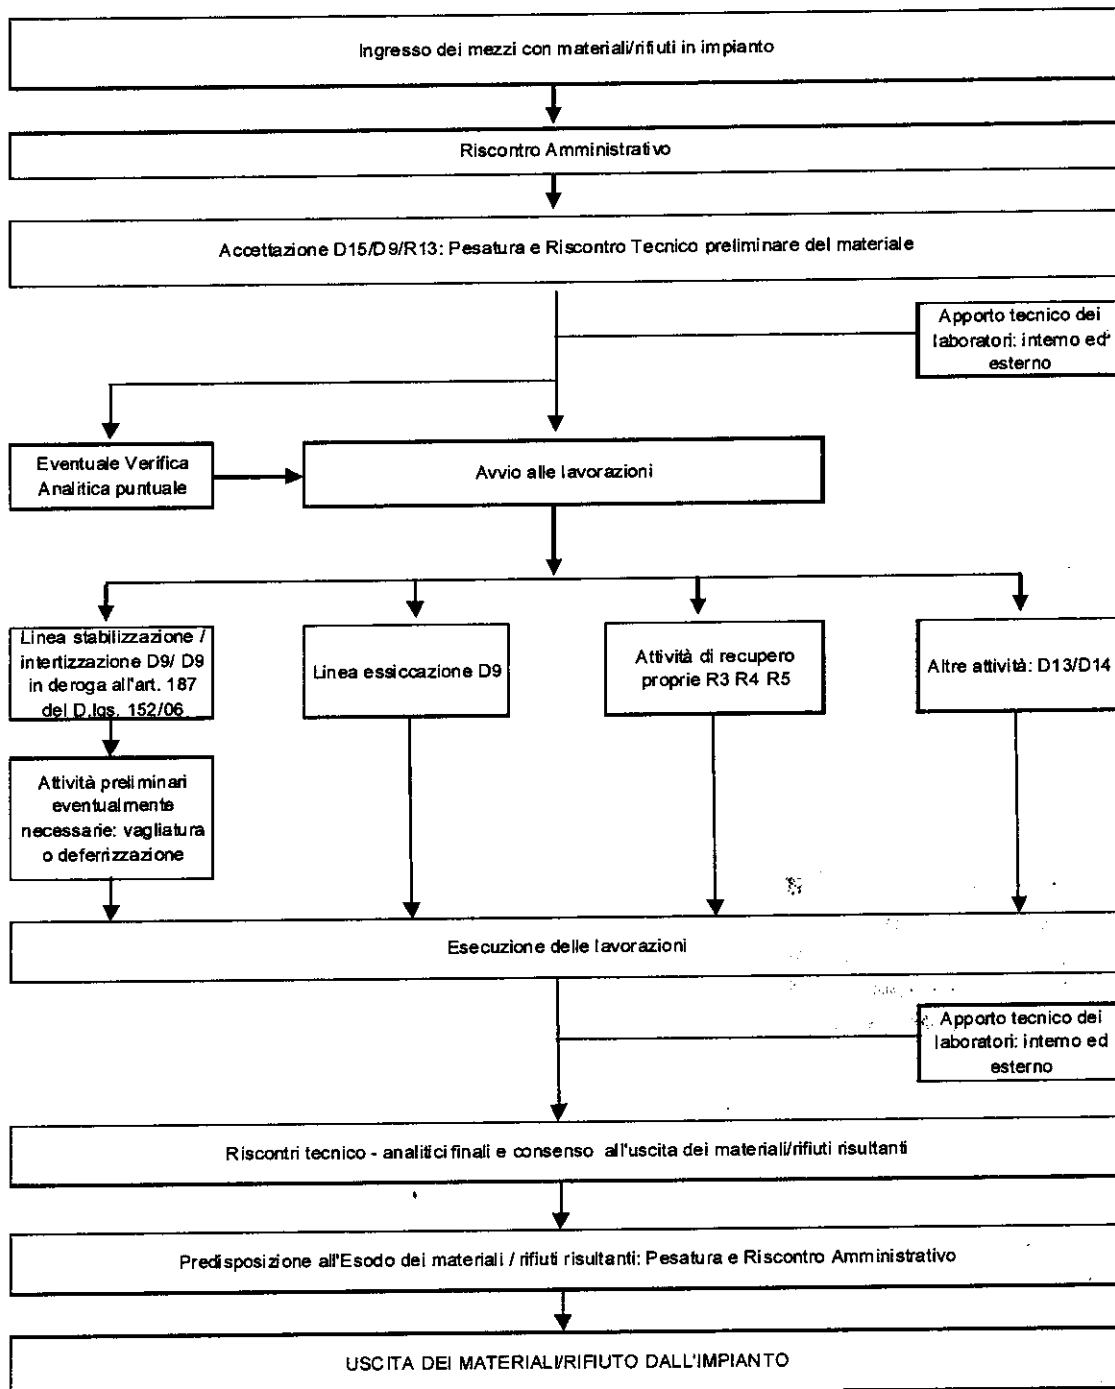 Ingresso dei mezzi con materiali/rifiuti in impianto
Riscontro Amministrativo
Accettazione D15/D9/R13: Pesatura e Riscontro Tecnico preliminare del materiale
Apporto tecnico dei
laboratori: interno ed
esterno
Eventuale Verifica
Analitica puntuale
Avvio alle lavorazioni
Linea stabilizzazione /
intertizzazione D9/ D9
in deroga all'art. 187
del D.lgs. 152/06
Linea essiccazione D9
Attività di recupero
proprie R3 R4 R5
Altre attività: D13/D14
Attività preliminari
eventualmente
necessarie: vagliatura
o deferrizzazione
Esecuzione delle lavorazioni
Apporto tecnico dei
laboratori: interno ed
esterno
Riscontri tecnico - analitici finali e consenso all'uscita dei materiali/rifiuti risultanti
Predisposizione all'Esodo dei materiali / rifiuti risultanti: Pesatura e Riscontro Amministrativo
USCITA DEI MATERIALI/RIFIUTO DALL'IMPIANTO